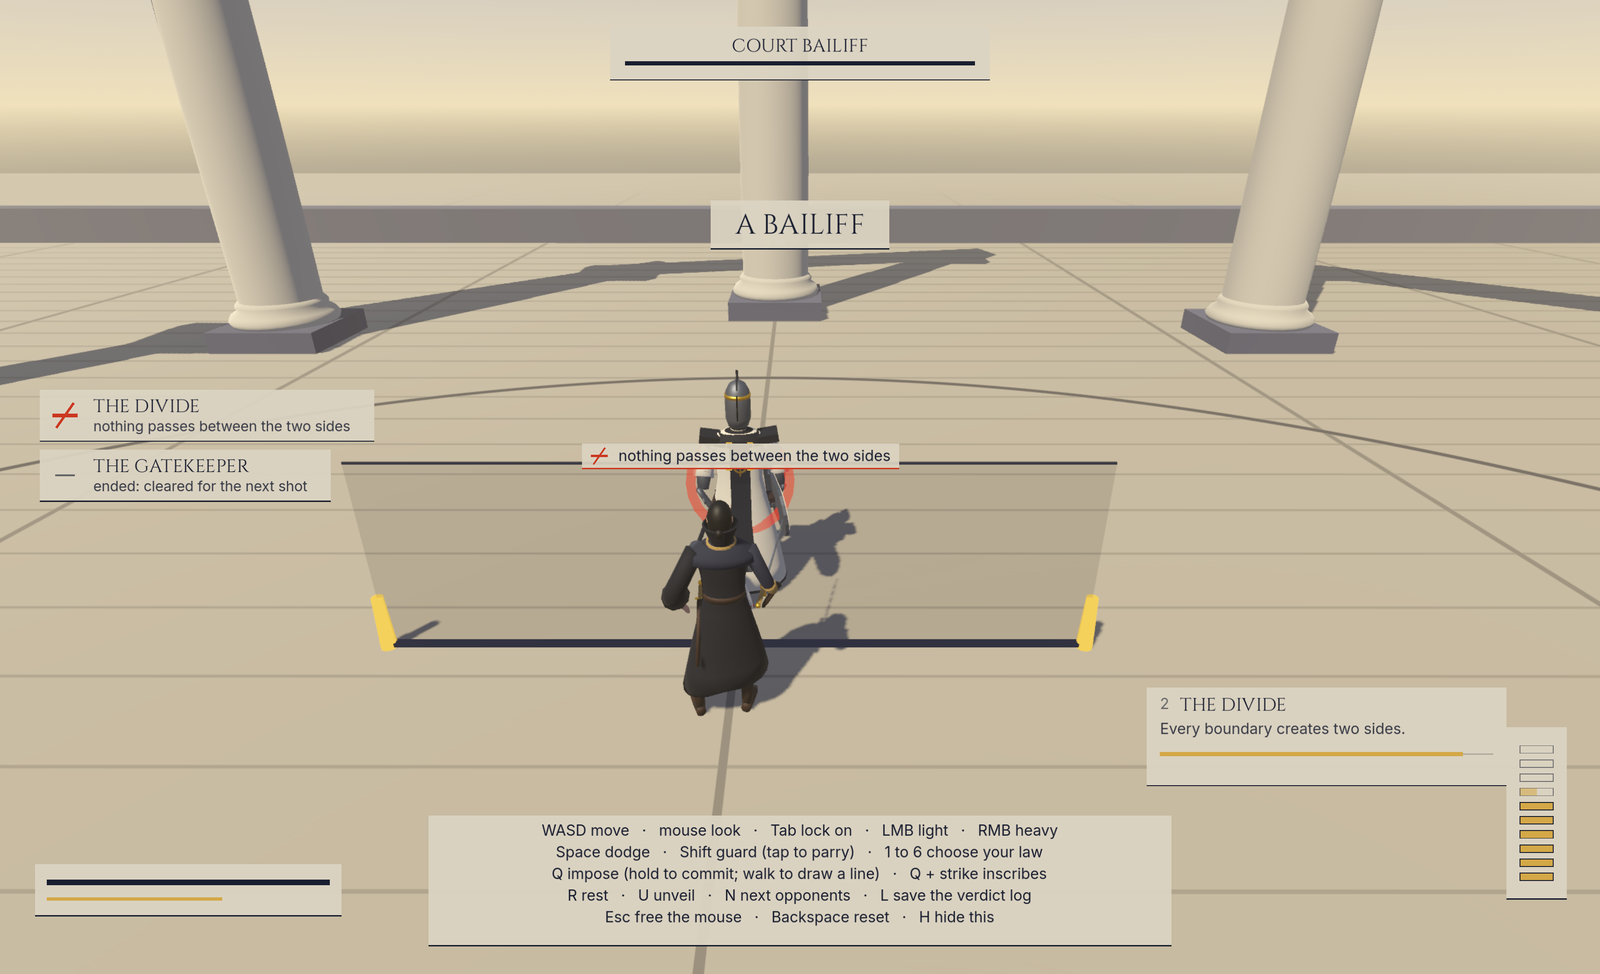 COURT BAILIFF
A BAILIFF
THE DIVIDE
nothing passes between the two sides
THE GATEKEEPER
ended: cleared for the next shot
nothing passes between the two sides
2 THE DIVIDE
Every boundary creates two sides.
WASD move · mouse look · Tab lock on · LMB light · RMB heavy
Space dodge · Shift guard (tap to parry) · 1 to 6 choose your law
Q impose (hold to commit; walk to draw a line) · Q + strike inscribes
R rest · U unveil · N next opponents · L save the verdict log
Esc free the mouse · Backspace reset · H hide this